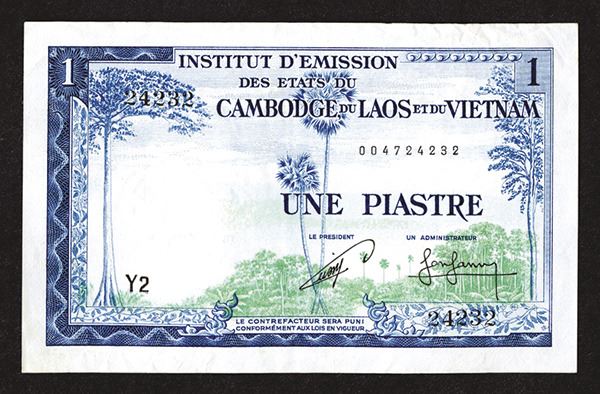 1 INSTITUT D'EMISSION 1
DES ETATS DU
24232
CAMBODGE, DU LAOS ET DU VIETNAM
004724232
UNE PIASTRE
LE PRESIDENT UN ADMINISTRATEUR
Y2
24232
LE CONTREFACTEUR SERA PUNI
CONFORMÉMENT AUX LOIS EN VIGUEUR